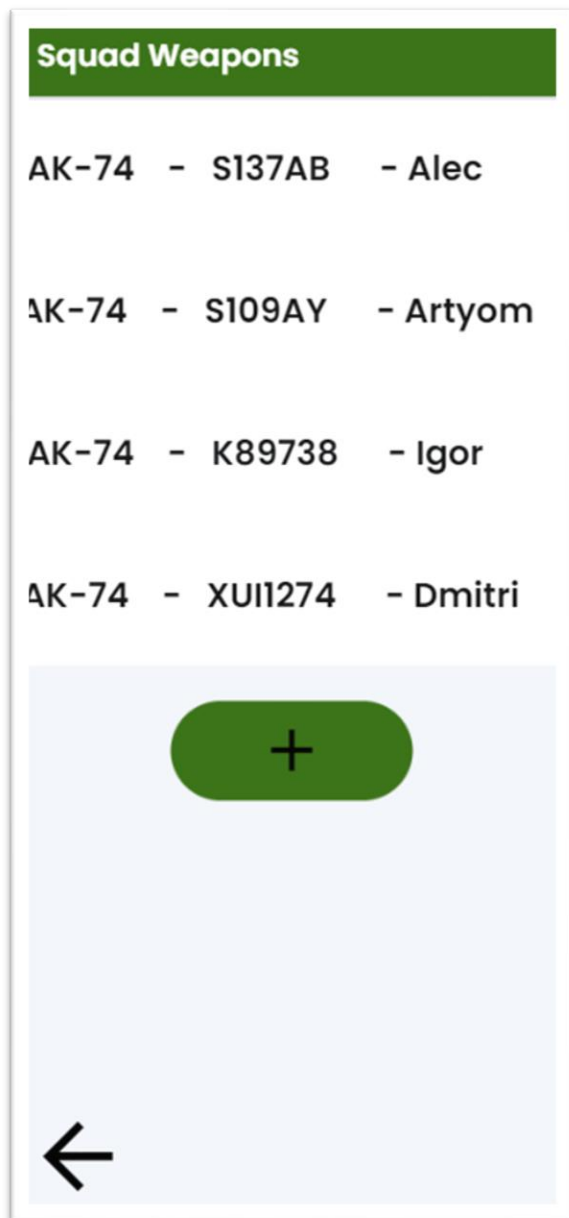 Squad Weapons
AK-74 - S137AB - Alec
AK-74 - S109AY - Artyom
AK-74 - K89738 - Igor
AK-74 - XUI1274 - Dmitri
+